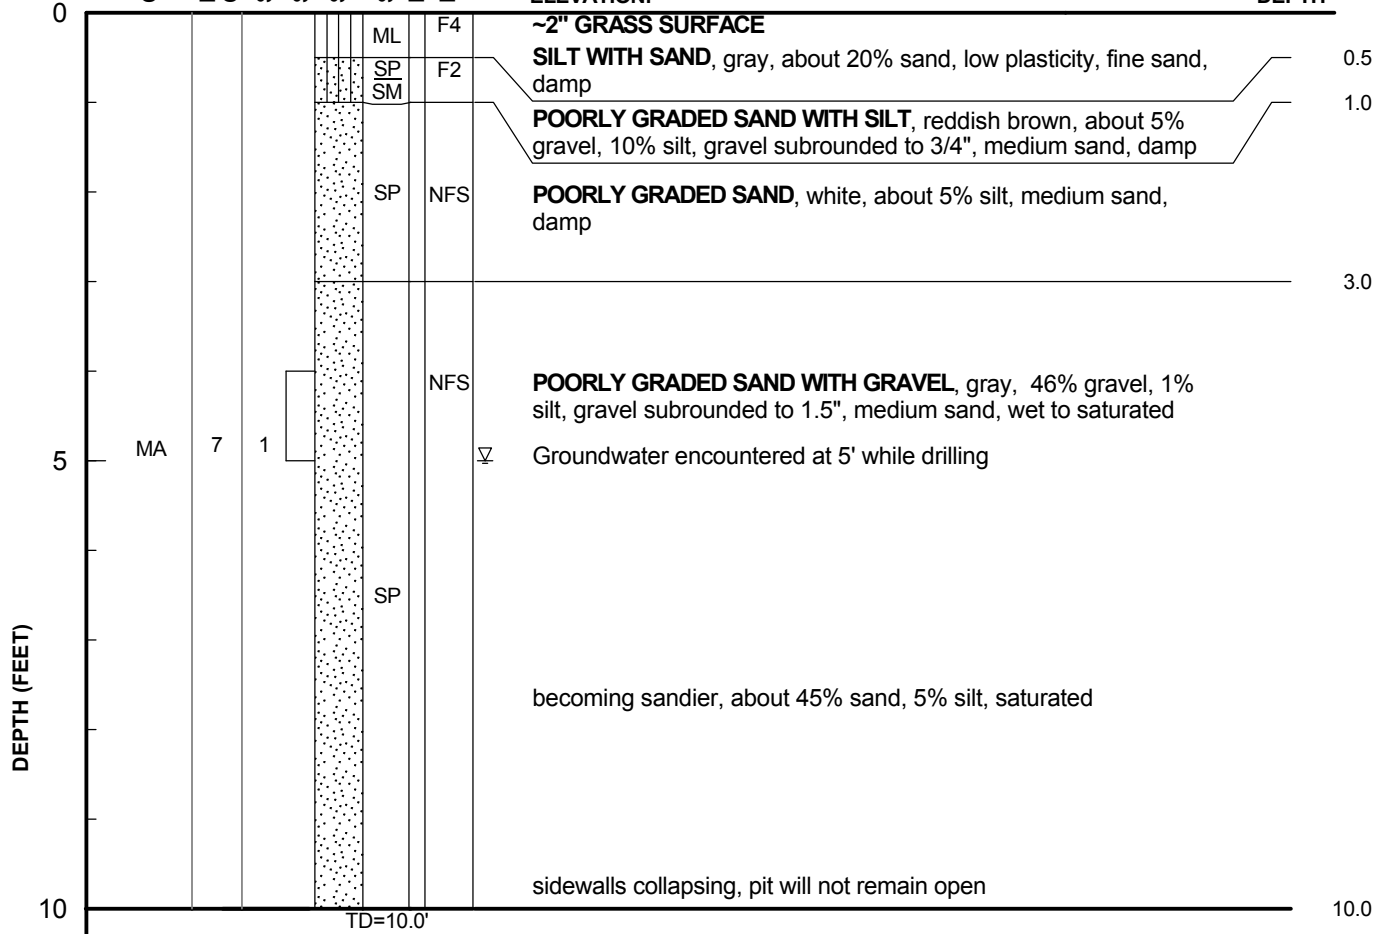 0
ML
F4
~2" GRASS SURFACE
SILT WITH SAND, gray, about 20% sand, low plasticity, fine sand,
damp
0.5
SP
SM
F2
1.0
POORLY GRADED SAND WITH SILT, reddish brown, about 5%
gravel, 10% silt, gravel subrounded to 3/4", medium sand, damp
SP
NFS
POORLY GRADED SAND, white, about 5% silt, medium sand,
damp
3.0
NFS
POORLY GRADED SAND WITH GRAVEL, gray, 46% gravel, 1%
silt, gravel subrounded to 1.5", medium sand, wet to saturated
5
MA
7
1
Groundwater encountered at 5' while drilling
SP
DEPTH (FEET)
becoming sandier, about 45% sand, 5% silt, saturated
sidewalls collapsing, pit will not remain open
10
10.0
TD=10.0'